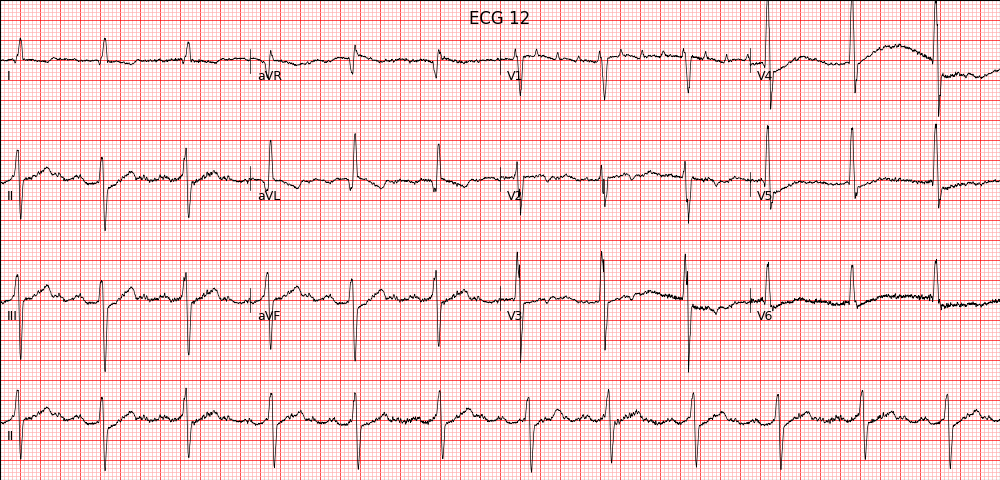 ECG 12
I aVR V1 V4
II aVL V2 V5
III aVF V3 V6
II